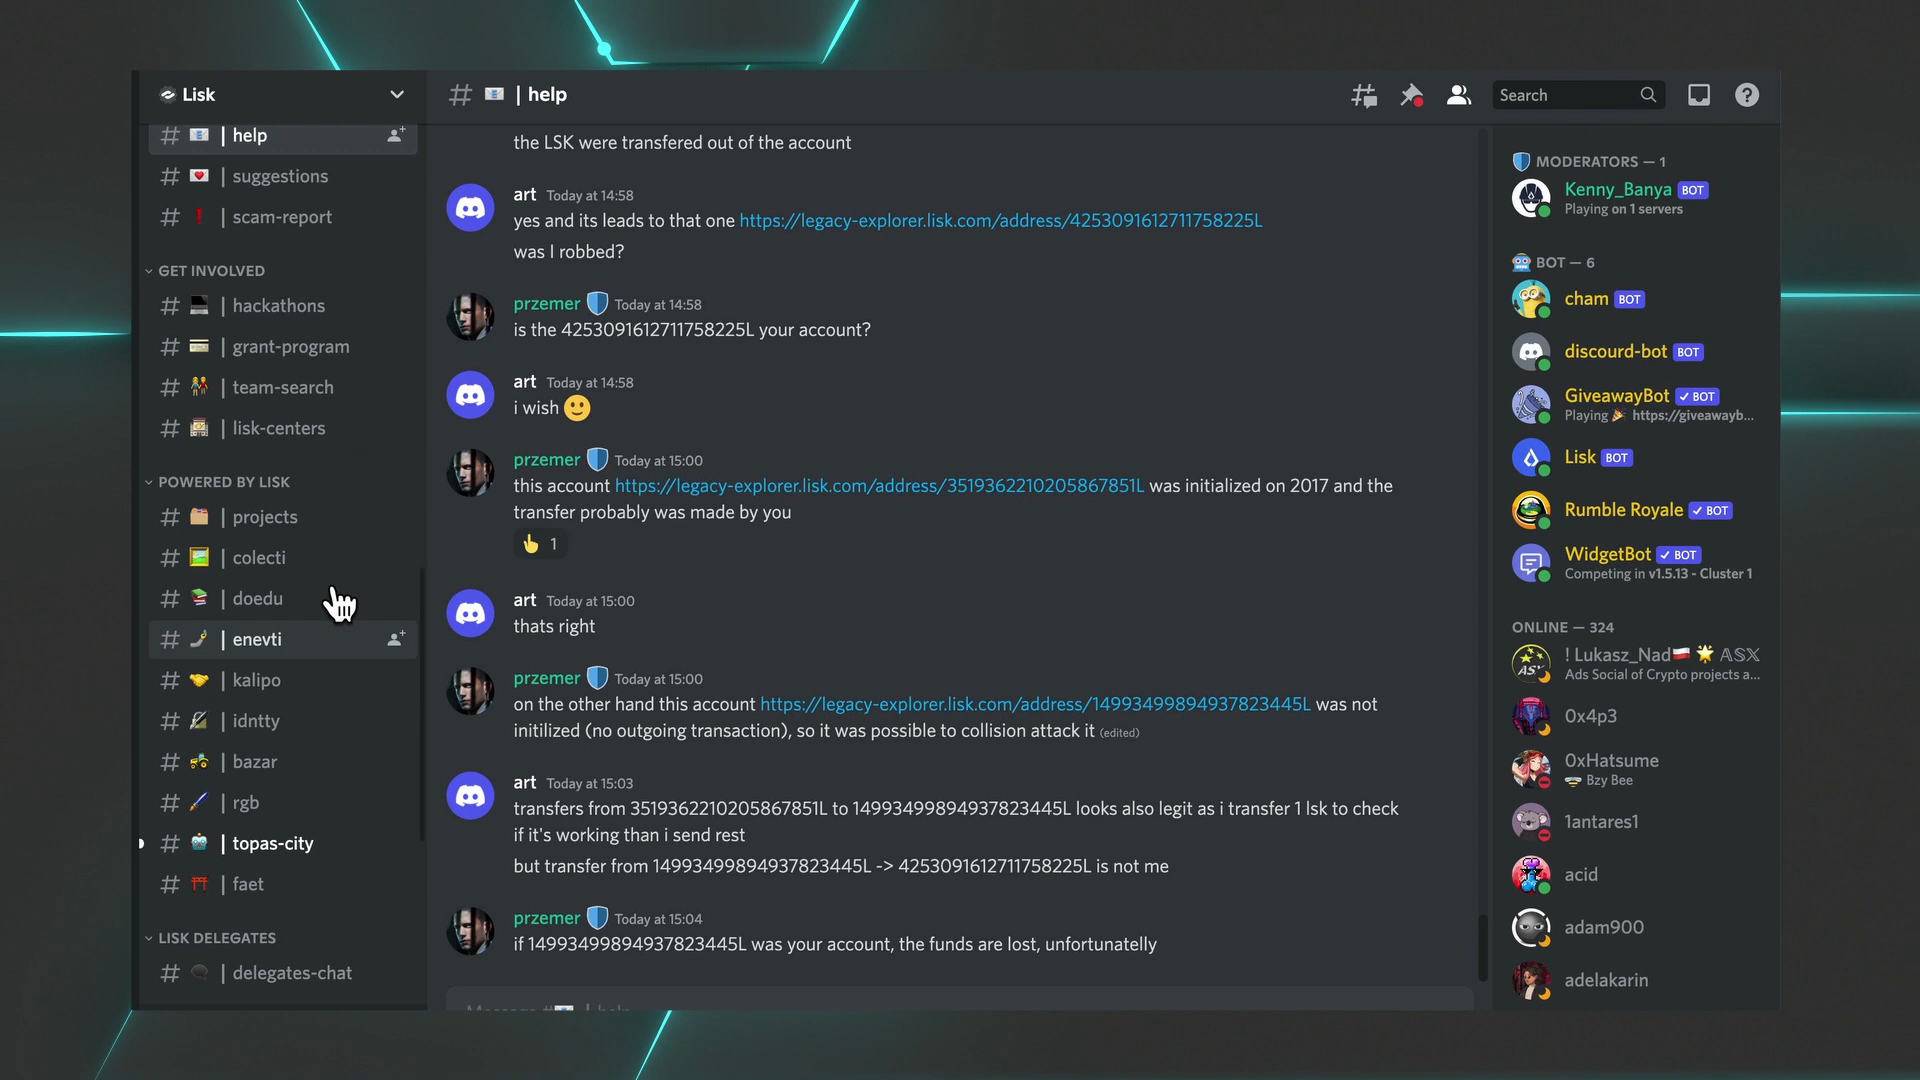 Lisk
| help
| suggestions
| scam-report
GET INVOLVED
| hackathons
| grant-program
| team-search
| lisk-centers
POWERED BY LISK
| projects
| colecti
| doedu
| enevti
| kalipo
| idntty
| bazar
| rgb
| topas-city
| faet
LISK DELEGATES
| delegates-chat
| help
Search
the LSK were transfered out of the account
art Today at 14:58
yes and its leads to that one https://legacy-explorer.lisk.com/address/4253091612711758225L
was I robbed?
przemer Today at 14:58
is the 4253091612711758225L your account?
art Today at 14:58
i wish 🙂
przemer Today at 15:00
this account https://legacy-explorer.lisk.com/address/3519362210205867851L was initialized on 2017 and the
transfer probably was made by you
👆 1
art Today at 15:00
thats right
przemer Today at 15:00
on the other hand this account https://legacy-explorer.lisk.com/address/14993499894937823445L was not
initilized (no outgoing transaction), so it was possible to collision attack it (edited)
art Today at 15:03
transfers from 3519362210205867851L to 14993499894937823445L looks also legit as i transfer 1 lsk to check
if it's working than i send rest
but transfer from 14993499894937823445L -> 4253091612711758225L is not me
przemer Today at 15:04
if 14993499894937823445L was your account, the funds are lost, unfortunatelly
MODERATORS — 1
Kenny_Banya BOT
Playing on 1 servers
BOT — 6
cham BOT
discourd-bot BOT
GiveawayBot ✓ BOT
Playing 🎉 https://giveawayb...
Lisk BOT
Rumble Royale ✓ BOT
WidgetBot ✓ BOT
Competing in v1.5.13 - Cluster 1
ONLINE — 324
! Lukasz_Nad🇵🇱 🌟 𝔸𝕊𝕏
Ads Social of Crypto projects a...
0x4p3
0xHatsume
Bzy Bee
1antares1
acid
adam900
adelakarin